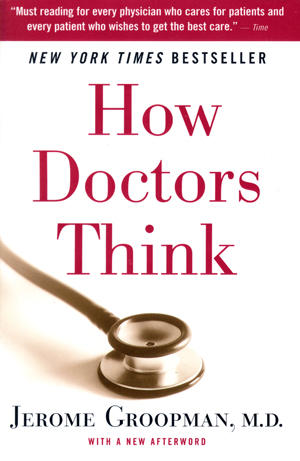 "Must reading for every physician who cares for patients and
every patient who wishes to get the best care." — Time
NEW YORK TIMES BESTSELLER
How
Doctors
Think
JEROME GROOPMAN, M.D.
WITH A NEW AFTERWORD